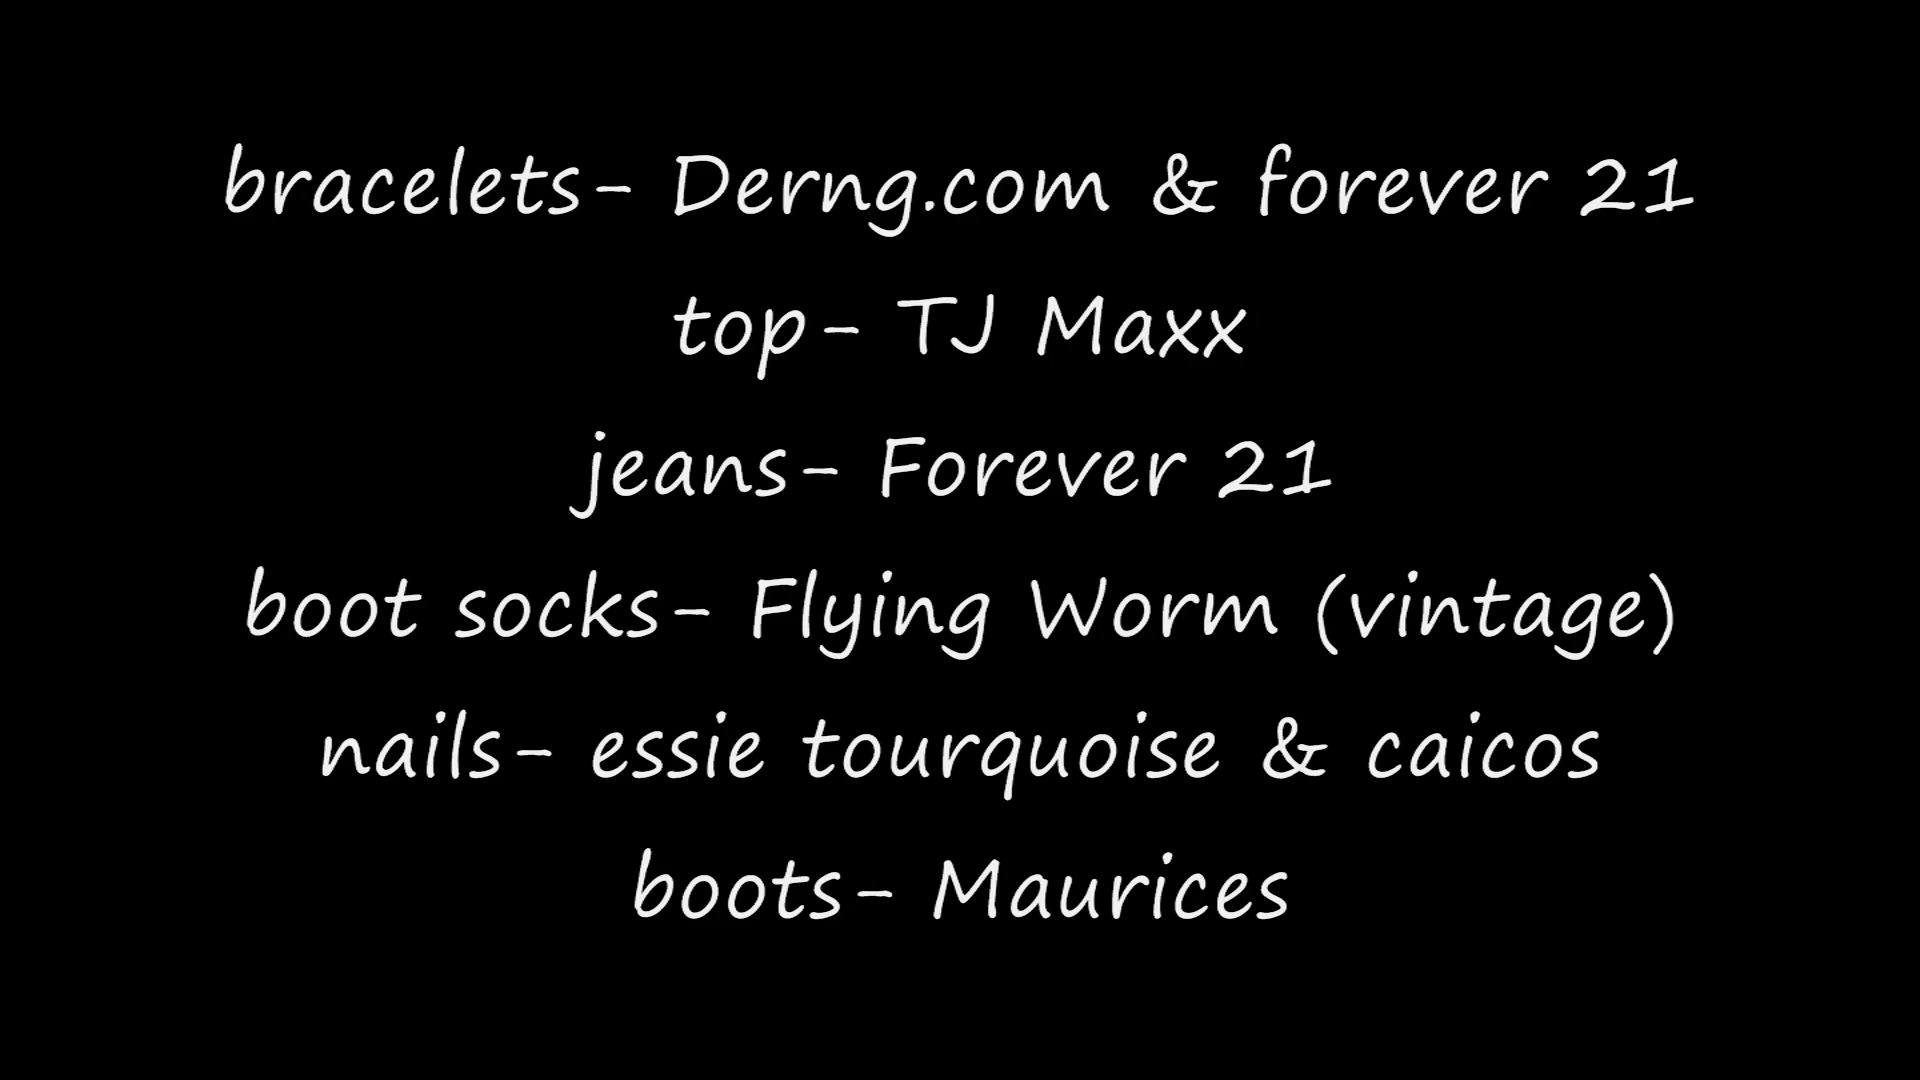 bracelets- Derng.com & forever 21
top- TJ Maxx
jeans- Forever 21
boot socks- Flying Worm (vintage)
nails- essie tourquoise & caicos
boots- Maurices